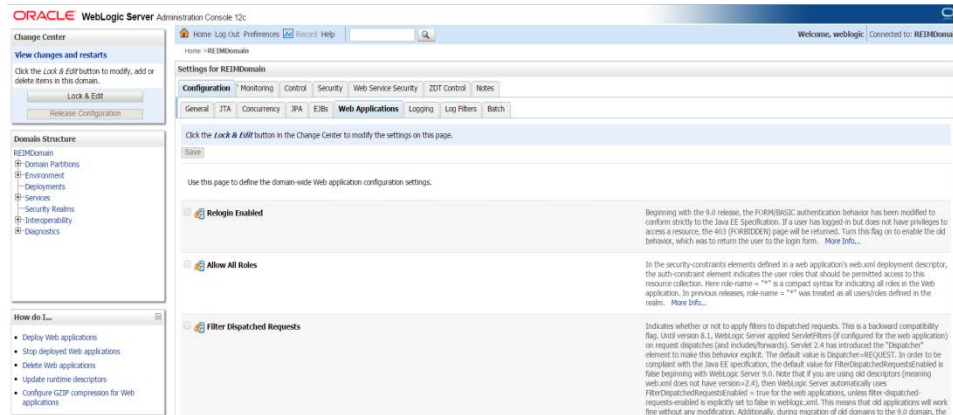 ORACLE WebLogic Server Administration Console 12c
Change Center
View changes and restarts
Click the Lock & Edit button to modify, add or
delete items in this domain.
Lock & Edit
Release Configuration
Domain Structure
REIMDomain
Domain Partitions
Environment
Deployments
Services
Security Realms
Interoperability
Diagnostics
How do I...
Deploy Web applications
Stop deployed Web applications
Delete Web applications
Update runtime descriptors
Configure GZIP compression for Web
applications
Home Log Out Preferences Record Help
Welcome, weblogic Connected to: REIMDomai
Home >REIMDomain
Settings for REIMDomain
Configuration Monitoring Control Security Web Service Security ZDT Control Notes
General JTA Concurrency JPA EJBs Web Applications Logging Log Filters Batch
Click the Lock & Edit button in the Change Center to modify the settings on this page.
Save
Use this page to define the domain-wide Web application configuration settings.
Relogin Enabled
Beginning with the 9.0 release, the FORM/BASIC authentication behavior has been modified to
conform strictly to the Java EE Specification. If a user has logged-in but does not have privileges to
access a resource, the 403 (FORBIDDEN) page will be returned. Turn this flag on to enable the old
behavior, which was to return the user to the login form. More Info...
Allow All Roles
In the security-constraints elements defined in a web application's web.xml deployment descriptor,
the auth-constraint element indicates the user roles that should be permitted access to this
resource collection. Here role-name = "*" is a compact syntax for indicating all roles in the Web
application. In previous releases, role-name = "*" was treated as all users/roles defined in the
realm. More Info...
Filter Dispatched Requests
Indicates whether or not to apply filters to dispatched requests. This is a backward compatibility
flag. Until version 8.1, WebLogic Server applied ServletFilters (if configured for the web application)
on request dispatches (and includes/forwards). Servlet 2.4 has introduced the "Dispatcher"
element to make this behavior explicit. The default value is Dispatcher=REQUEST. In order to be
compliant with the Java EE specification, the default value for FilterDispatchedRequestsEnabled is
false beginning with WebLogic Server 9.0. Note that if you are using old descriptors (meaning
web.xml does not have version=2.4), then WebLogic Server automatically uses
FilterDispatchedRequestsEnabled = true for the web applications, unless filter-dispatched-
requests-enabled is explicitly set to false in weblogic.xml. This means that old applications will work
fine without any modification. Additionally, during migration of old domains to the 9.0 domain, the